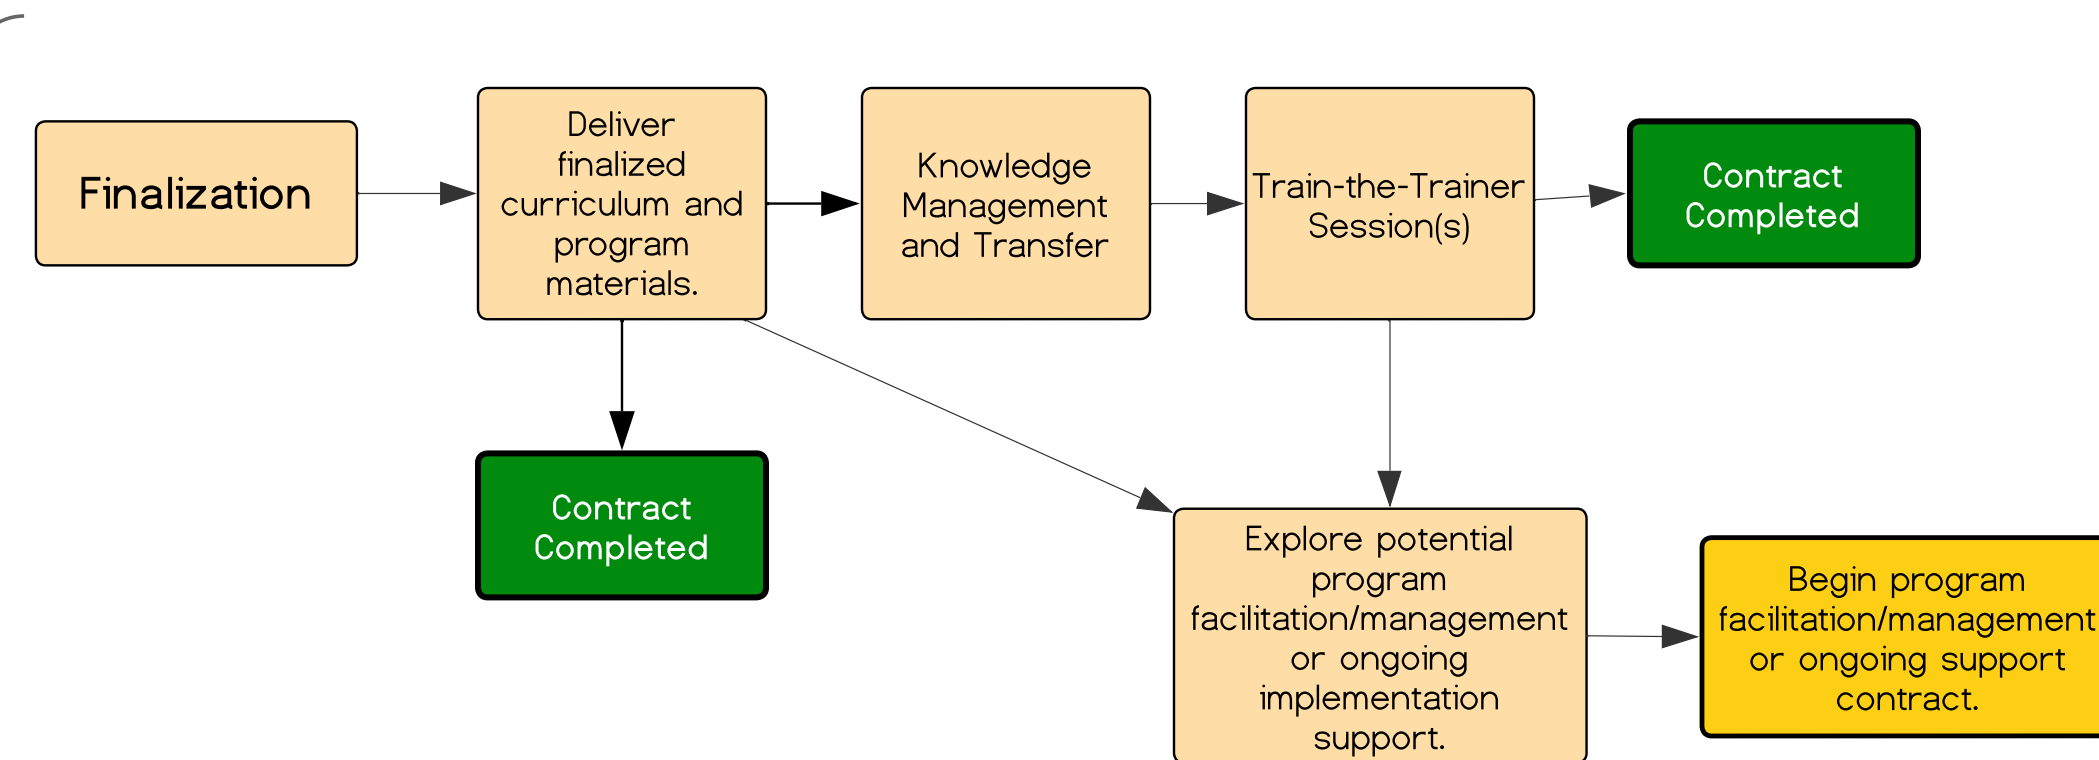 Finalization
Deliver
finalized
curriculum and
program
materials.
Knowledge
Management
and Transfer
Train-the-Trainer
Session(s)
Contract
Completed
Contract
Completed
Explore potential
program
facilitation/management
or ongoing
implementation
support.
Begin program
facilitation/management
or ongoing support
contract.